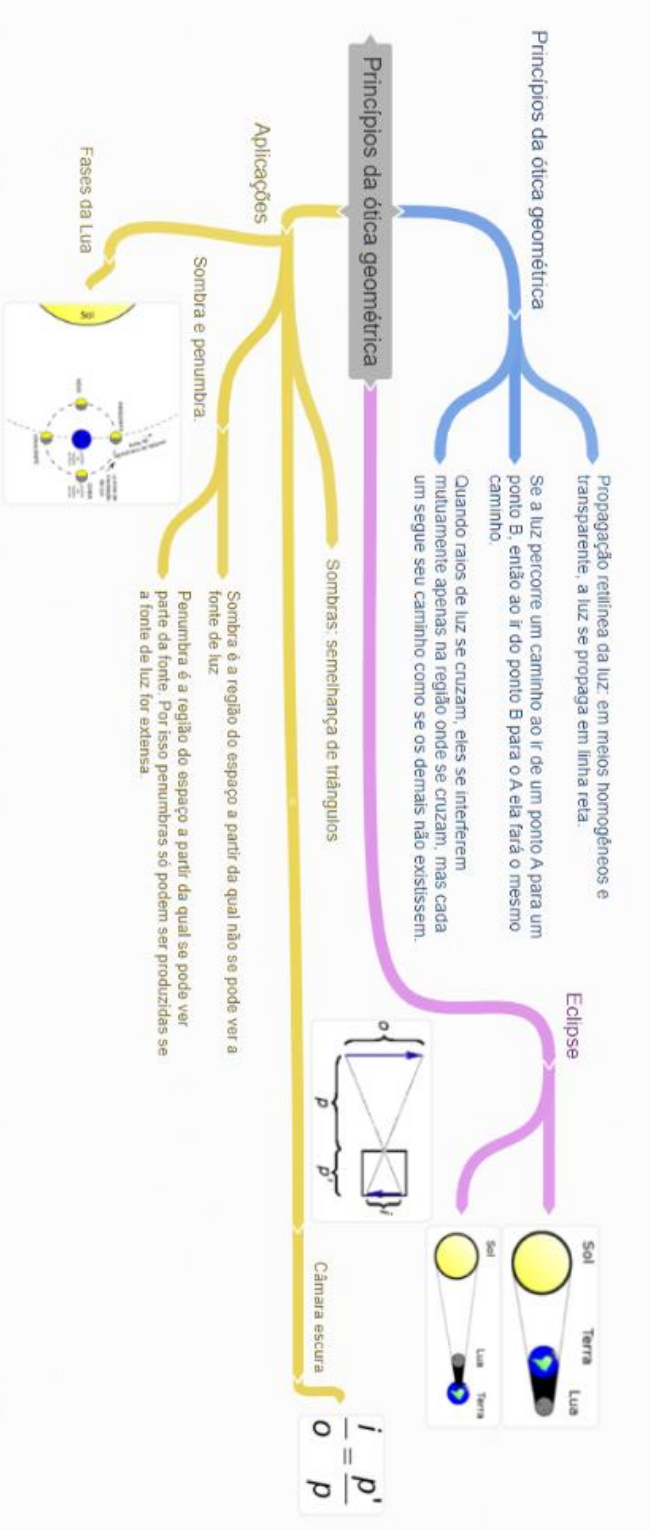 Princípios da ótica geométrica
Princípios da ótica geométrica
Propagação retilínea da luz: em meios homogêneos e
transparente, a luz se propaga em linha reta.
Se a luz percorre um caminho ao ir de um ponto A para um
ponto B, então ao ir do ponto B para o A ela fará o mesmo
caminho.
Quando raios de luz se cruzam, eles se interferem
mutuamente apenas na região onde se cruzam, mas cada
um segue seu caminho como se os demais não existissem.
Eclipse
Sol Terra Lua
Sol Lua Terra
Aplicações
Sombras: semelhança de triângulos
Sombra e penumbra.
Sombra é a região do espaço a partir da qual não se pode ver a
fonte de luz
Penumbra é a região do espaço a partir da qual se pode ver
parte da fonte. Por isso penumbras só podem ser produzidas se
a fonte de luz for extensa.
Fases da Lua
Sol
Câmara escura
o
p
p'
i
i p'
— = —
o p